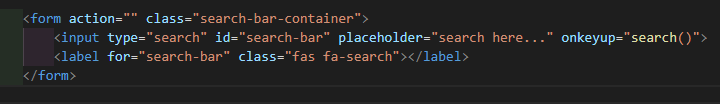 <form action="" class="search-bar-container">
<input type="search" id="search-bar" placeholder="search here..." onkeyup="search()">
<label for="search-bar" class="fas fa-search"></label>
</form>